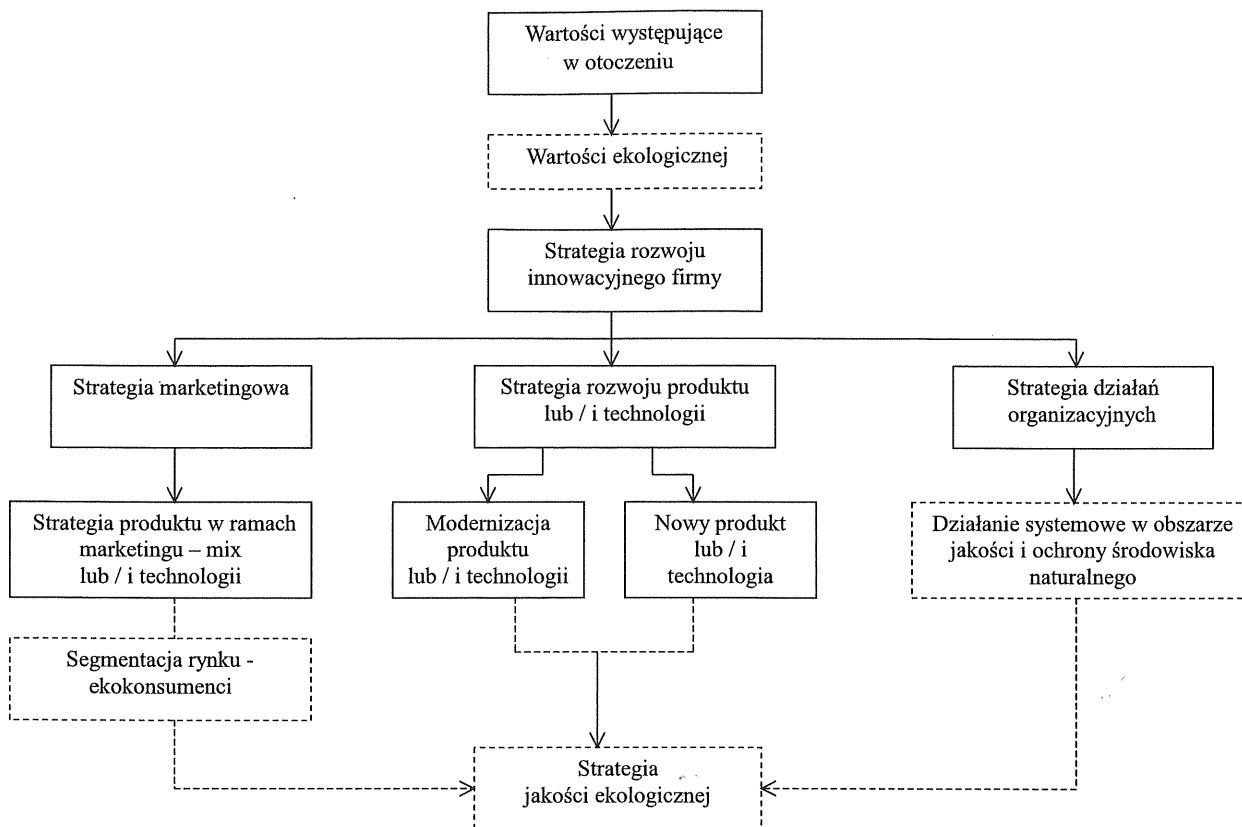 Wartości występujące
w otoczeniu
Wartości ekologicznej
Strategia rozwoju
innowacyjnego firmy
Strategia marketingowa
Strategia rozwoju produktu
lub / i technologii
Strategia działań
organizacyjnych
Strategia produktu w ramach
marketingu – mix
lub / i technologii
Modernizacja
produktu
lub / i technologii
Nowy produkt
lub / i
technologia
Działanie systemowe w obszarze
jakości i ochrony środowiska
naturalnego
Segmentacja rynku -
ekokonsumenci
Strategia
jakości ekologicznej